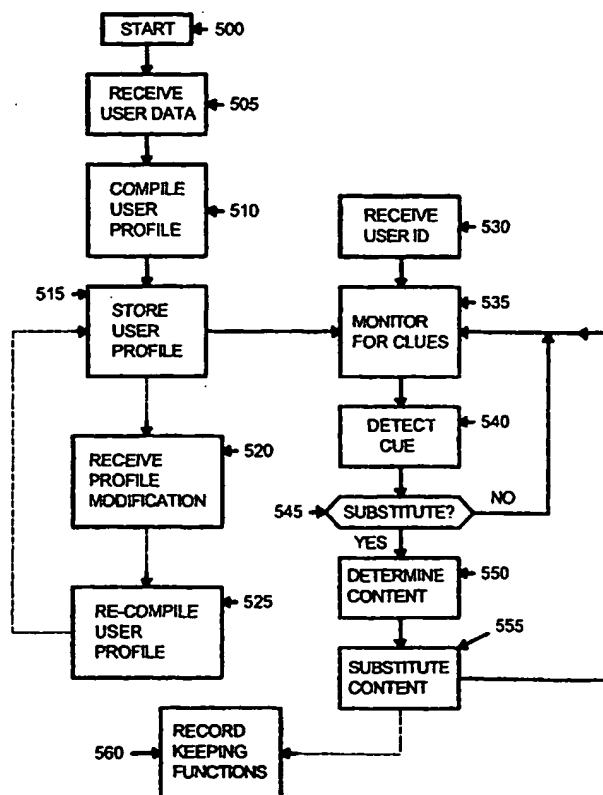 START
500
RECEIVE
USER DATA
505
COMPILE
USER
PROFILE
510
515
STORE
USER
PROFILE
RECEIVE
PROFILE
MODIFICATION
520
RE-COMPILE
USER
PROFILE
525
RECEIVE
USER ID
530
MONITOR
FOR CLUES
535
DETECT
CUE
540
545
SUBSTITUTE?
NO
YES
DETERMINE
CONTENT
550
SUBSTITUTE
CONTENT
555
560
RECORD
KEEPING
FUNCTIONS